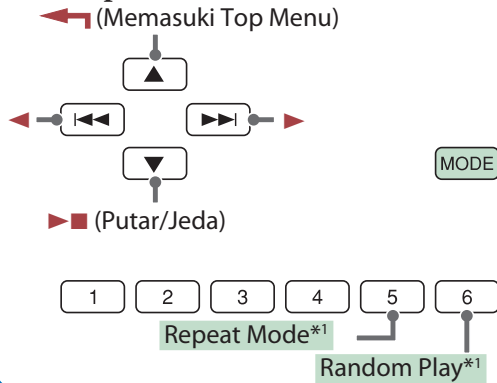 (Memasuki Top Menu)
MODE
(Putar/Jeda)
1 2 3 4 5 6
Repeat Mode*1
Random Play*1